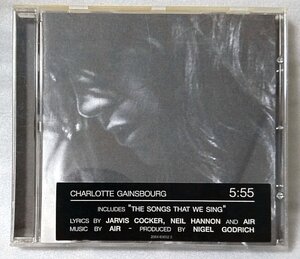 CHARLOTTE GAINSBOURG 5:55
INCLUDES "THE SONGS THAT WE SING"
LYRICS BY JARVIS COCKER, NEIL HANNON AND AIR
MUSIC BY AIR - PRODUCED BY NIGEL GODRICH